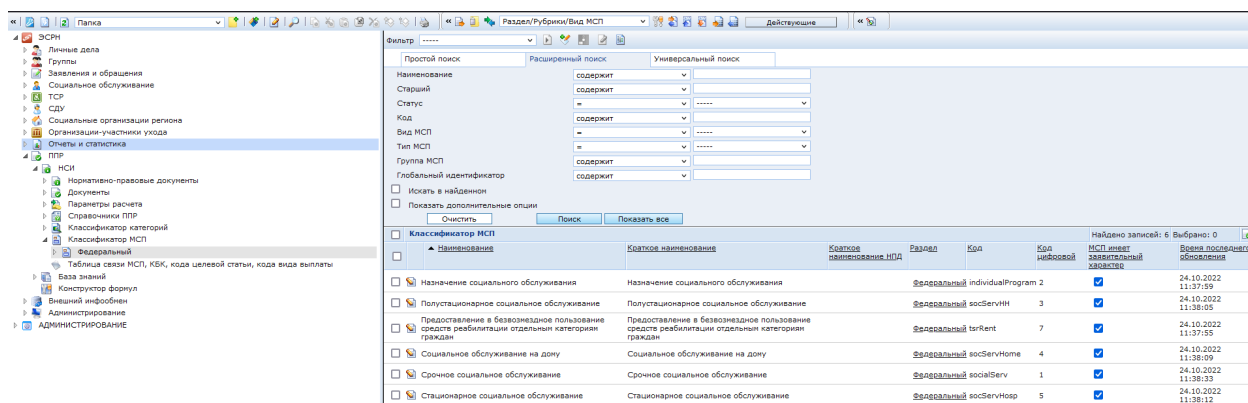 Папка
Раздел/Рубрики/Вид МСП
Действующие
ЭСРН
Личные дела
Группы
Заявления и обращения
Социальное обслуживание
ТСР
СДУ
Социальные организации региона
Организации-участники ухода
Отчеты и статистика
ППР
НСИ
Нормативно-правовые документы
Документы
Параметры расчета
Справочники ППР
Классификатор категорий
Классификатор МСП
Федеральный
Таблица связи МСП, КБК, кода целевой статьи, кода вида выплаты
База знаний
Конструктор формул
Внешний инфообмен
Администрирование
АДМИНИСТРИРОВАНИЕ
Фильтр -----
Простой поиск Расширенный поиск Универсальный поиск
Наименование содержит
Старший содержит
Статус = -----
Код содержит
Вид МСП = -----
Тип МСП = -----
Группа МСП содержит
Глобальный идентификатор содержит
Искать в найденном
Показать дополнительные опции
Очистить Поиск Показать все
Классификатор МСП Найдено записей: 6 Выбрано: 0
Наименование Краткое наименование Краткое наименование НПД Раздел Код Код цифровой МСП имеет заявительный характер Время последнего обновления
Назначение социального обслуживания Назначение социального обслуживания Федеральный individualProgram 2 24.10.2022 11:37:59
Полустационарное социальное обслуживание Полустационарное социальное обслуживание Федеральный socServHH 3 24.10.2022 11:38:05
Предоставление в безвозмездное пользование средств реабилитации отдельным категориям граждан Предоставление в безвозмездное пользование средств реабилитации отдельным категориям граждан Федеральный tsrRent 7 24.10.2022 11:37:55
Социальное обслуживание на дому Социальное обслуживание на дому Федеральный socServHome 4 24.10.2022 11:38:09
Срочное социальное обслуживание Срочное социальное обслуживание Федеральный socialServ 1 24.10.2022 11:38:33
Стационарное социальное обслуживание Стационарное социальное обслуживание Федеральный socServHosp 5 24.10.2022 11:38:12